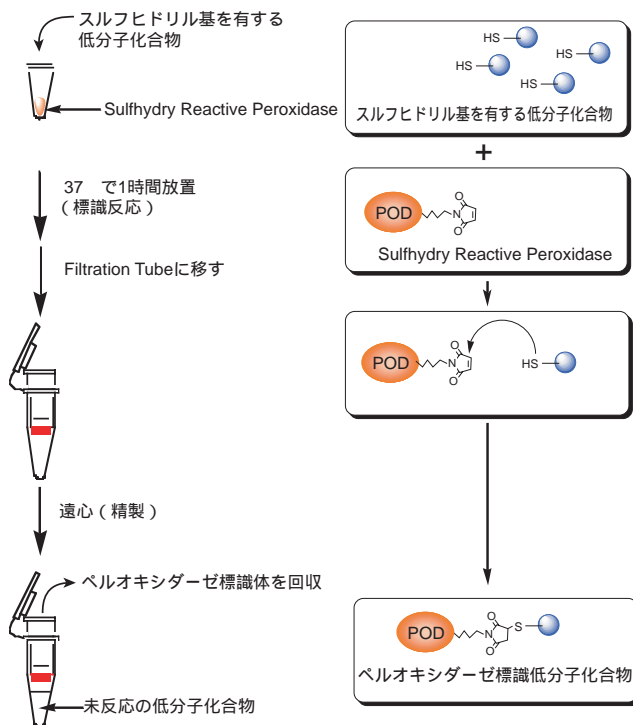 スルフヒドリル基を有する
低分子化合物
Sulfhydry Reactive Peroxidase
37　で1時間放置
(標識反応)
Filtration Tubeに移す
遠心(精製)
ペルオキシダーゼ標識体を回収
未反応の低分子化合物
HS
HS
HS
HS
スルフヒドリル基を有する低分子化合物
+
POD
N
O
O
Sulfhydry Reactive Peroxidase
POD
N
O
O
HS
POD
N
O
O
S
ペルオキシダーゼ標識低分子化合物